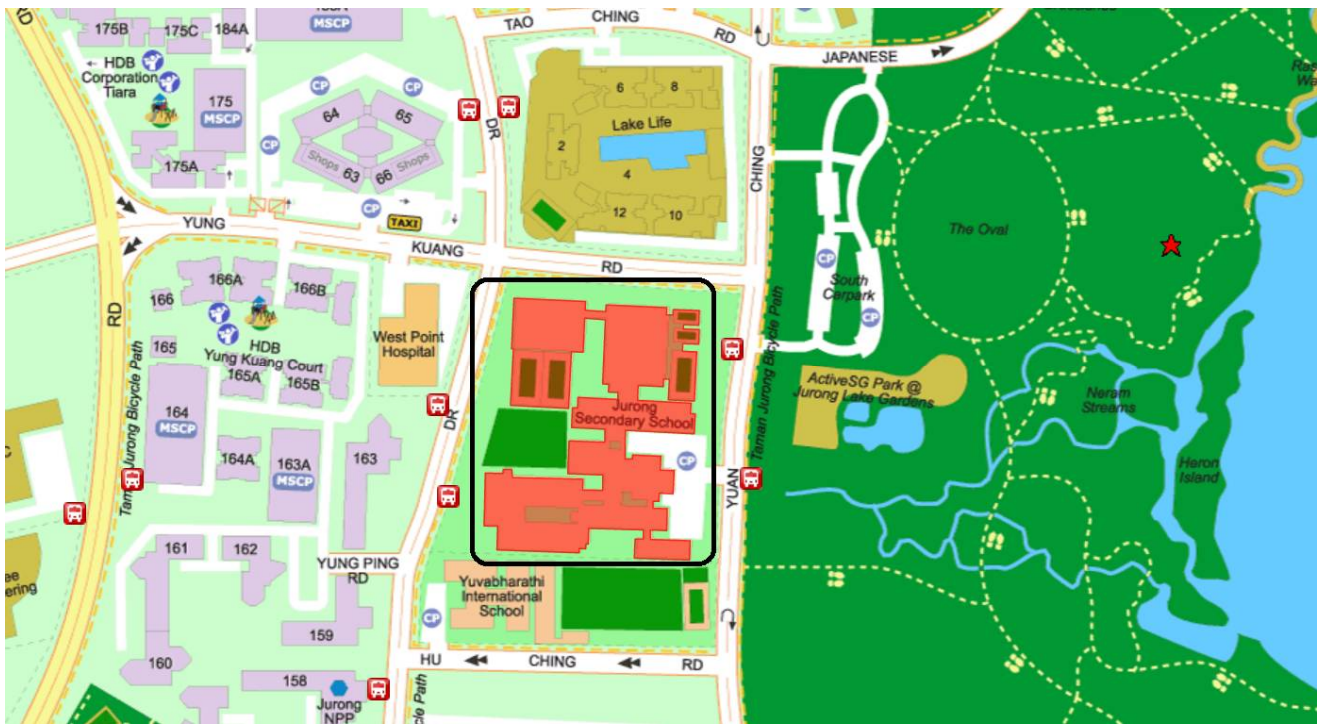 RD
175B
175C
184A
MSCP
TAO
CHING
RD
JAPANESE
← HDB
Corporation
Tiara
175
MSCP
175A
CP
CP
CP
CP
64
65
Shops
63
66
Shops
TAXI
DR
6
8
Lake Life
2
4
12
10
CHING
The Oval
YUNG
KUANG
RD
South
Carpark
CP
CP
RD
166
166A
166B
165
HDB
Yung Kuang Court
165A
165B
West Point
Hospital
Taman Jurong Bicycle Path
164
MSCP
164A
163A
MSCP
163
DR
Jurong
Secondary School
CP
YUAN
Taman Jurong Bicycle Path
ActiveSG Park @
Jurong Lake Gardens
Neram
Streams
Heron
Island
161
162
YUNG PING
RD
159
160
158
Jurong
NPP
CP
Yuvabharathi
International
School
HU
CHING
RD